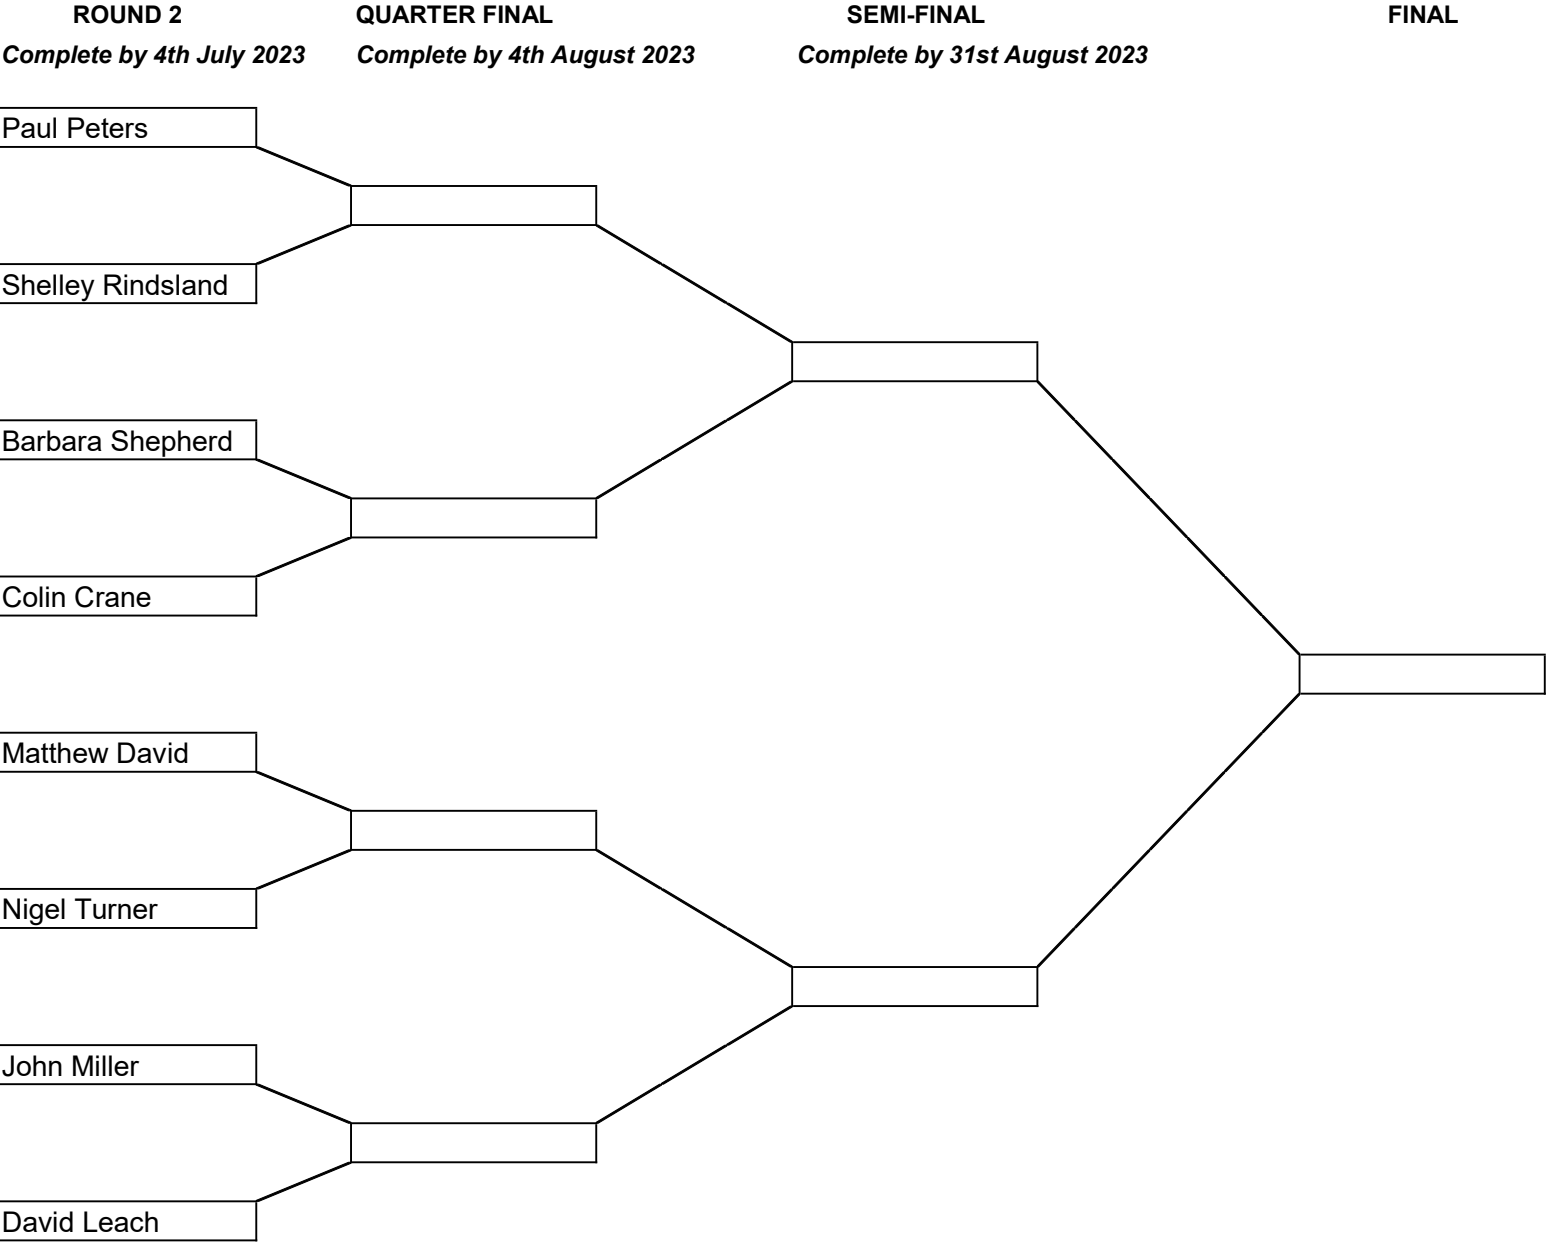 ROUND 2 QUARTER FINAL SEMI-FINAL FINAL
Complete by 4th July 2023 Complete by 4th August 2023 Complete by 31st August 2023
Paul Peters
Shelley Rindsland
Barbara Shepherd
Colin Crane
Matthew David
Nigel Turner
John Miller
David Leach